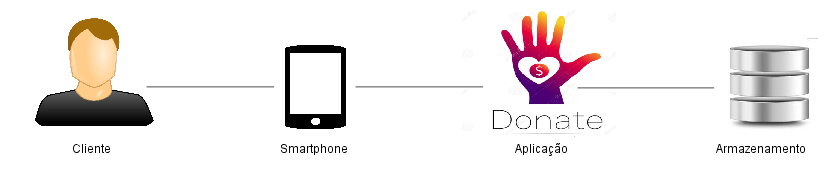 $
Donate
Cliente
Smartphone
Aplicação
Armazenamento